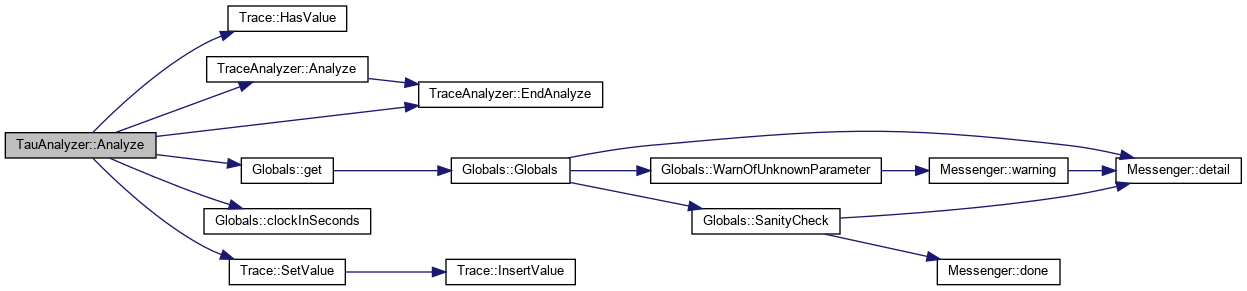 Trace::HasValue
TraceAnalyzer::Analyze
TraceAnalyzer::EndAnalyze
TauAnalyzer::Analyze
Globals::get
Globals::Globals
Globals::WarnOfUnknownParameter
Messenger::warning
Messenger::detail
Globals::clockInSeconds
Globals::SanityCheck
Trace::SetValue
Trace::InsertValue
Messenger::done